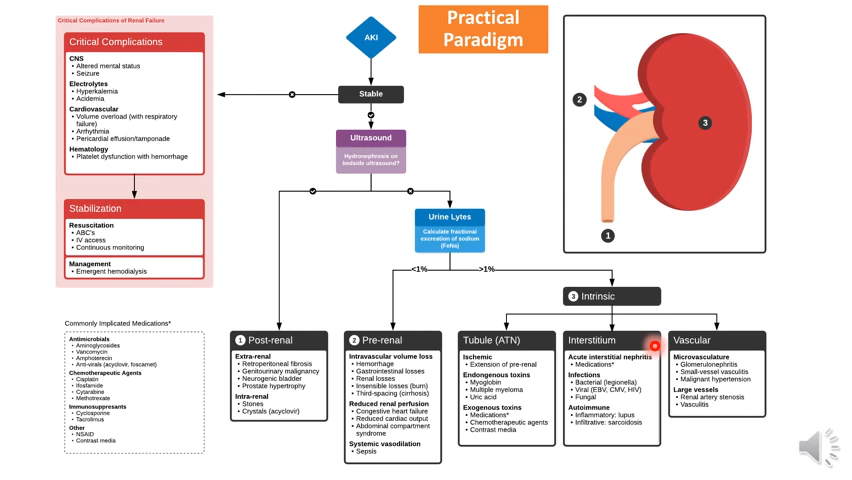 Critical Complications of Renal Failure
Critical Complications
CNS
• Altered mental status
• Seizure
Electrolytes
• Hyperkalemia
• Acidemia
Cardiovascular
• Volume overload (with respiratory
failure)
• Arrhythmia
• Pericardial effusion/tamponade
Hematology
• Platelet dysfunction with hemorrhage
Stabilization
Resuscitation
• ABC's
• IV access
• Continuous monitoring
Management
• Emergent hemodialysis
Commonly Implicated Medications*
Antimicrobials
• Aminoglycosides
• Vancomycin
• Amphoterecin
• Anti-virals (acyclovir, foscarnet)
Chemotherapeutic Agents
• Cisplatin
• Ifosfamide
• Cytarabine
• Methotrexate
Immunosuppresants
• Cyclosporine
• Tacrolimus
Other
• NSAID
• Contrast media
AKI
Practical
Paradigm
Stable
Ultrasound
Hydronephrosis on
bedside ultrasound?
Urine Lytes
Calculate fractional
excreation of sodium
(FeNa)
<1%
>1%
3 Intrinsic
1 Post-renal
Extra-renal
• Retroperitoneal fibrosis
• Genitourinary malignancy
• Neurogenic bladder
• Prostate hypertrophy
Intra-renal
• Stones
• Crystals (acyclovir)
2 Pre-renal
Intravascular volume loss
• Hemorrhage
• Gastrointestinal losses
• Renal losses
• Insensible losses (burn)
• Third-spacing (cirrhosis)
Reduced renal perfusion
• Congestive heart failure
• Reduced cardiac output
• Abdominal compartment
syndrome
Systemic vasodilation
• Sepsis
Tubule (ATN)
Ischemic
• Extension of pre-renal
Endongenous toxins
• Myoglobin
• Multiple myeloma
• Uric acid
Exogenous toxins
• Medications*
• Chemotherapeutic agents
• Contrast media
Interstitium
Acute interstitial nephritis
• Medications*
Infections
• Bacterial (legionella)
• Viral (EBV, CMV, HIV)
• Fungal
Autoimmune
• Inflammatory: lupus
• Infiltrative: sarcoidosis
Vascular
Microvasculature
• Glomerulonephritis
• Small-vessel vasculitis
• Malignant hypertension
Large vessels
• Renal artery stenosis
• Vasculitis
2
3
1